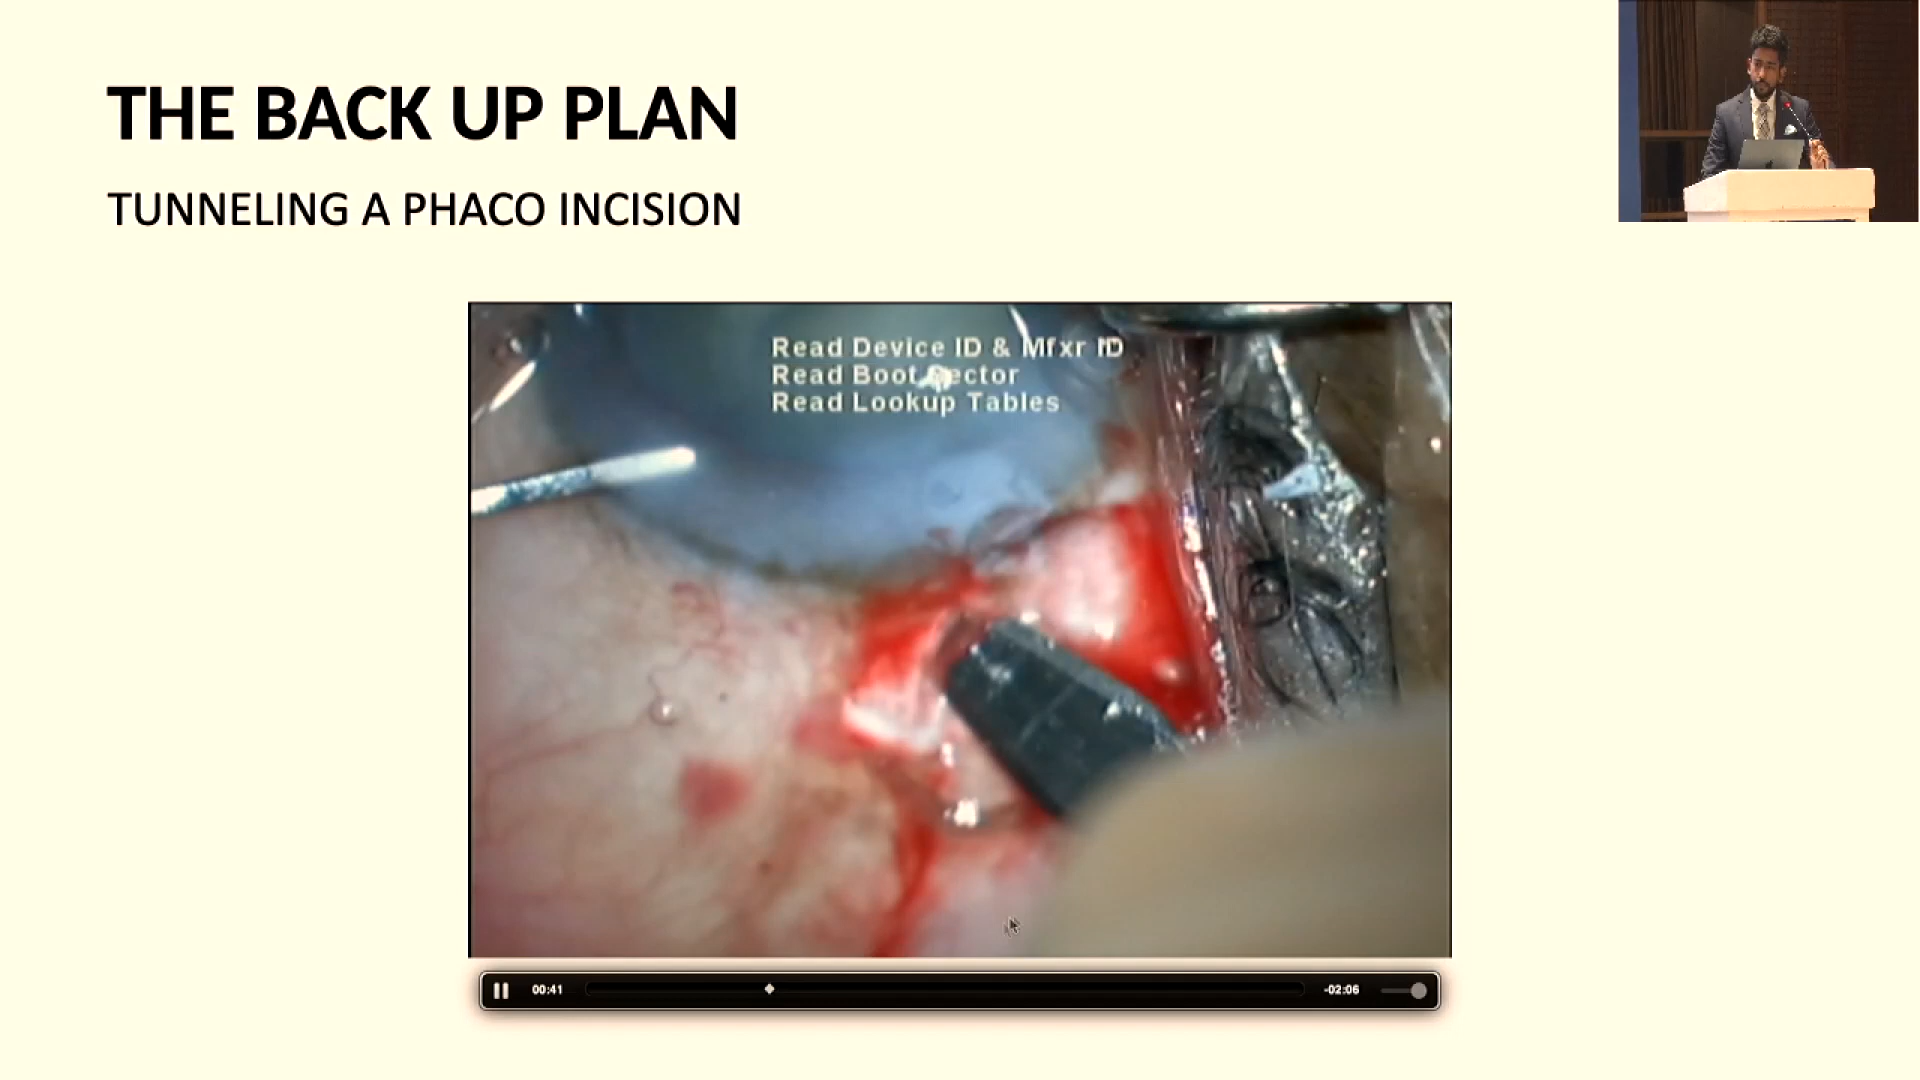 THE BACK UP PLAN
TUNNELING A PHACO INCISION
Read Device ID & Mfxr ID
Read Boot Sector
Read Lookup Tables
00:41
-02:06